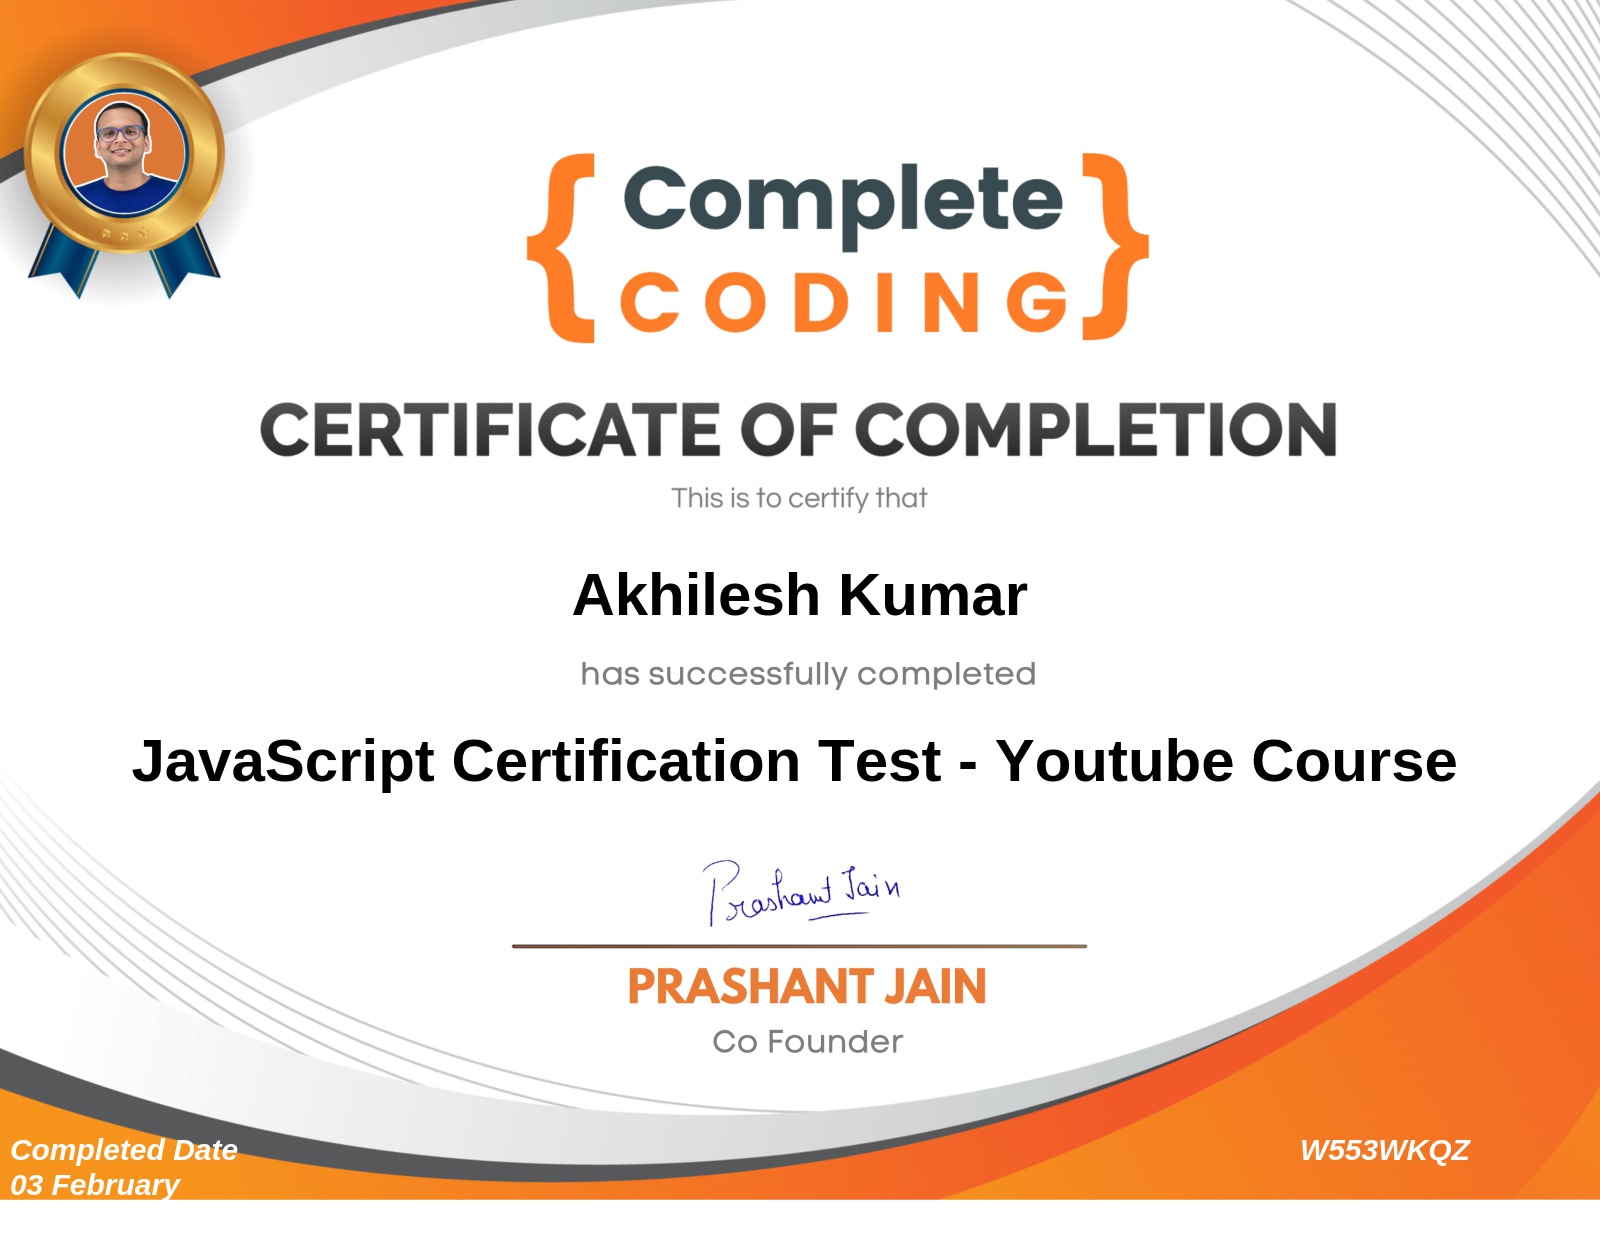 { Complete
CODING }
CERTIFICATE OF COMPLETION
This is to certify that
Akhilesh Kumar
has successfully completed
JavaScript Certification Test - Youtube Course
Prashant Jain
PRASHANT JAIN
Co Founder
Completed Date
03 February
W553WKQZ